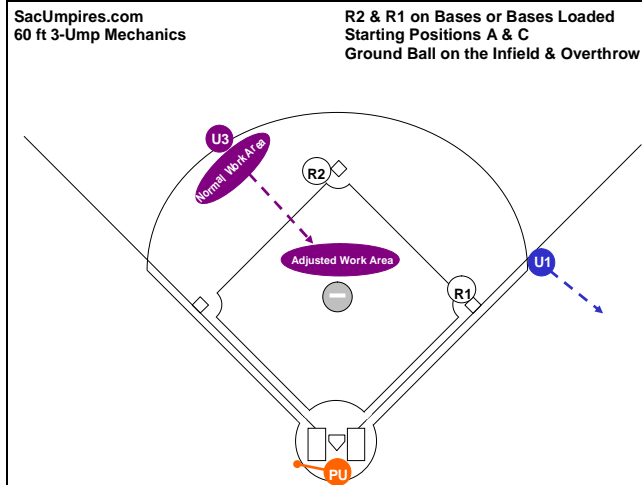 SacUmpires.com
60 ft 3-Ump Mechanics
R2 & R1 on Bases or Bases Loaded
Starting Positions A & C
Ground Ball on the Infield & Overthrow
U3
Normal Work Area
R2
Adjusted Work Area
U1
R1
PU